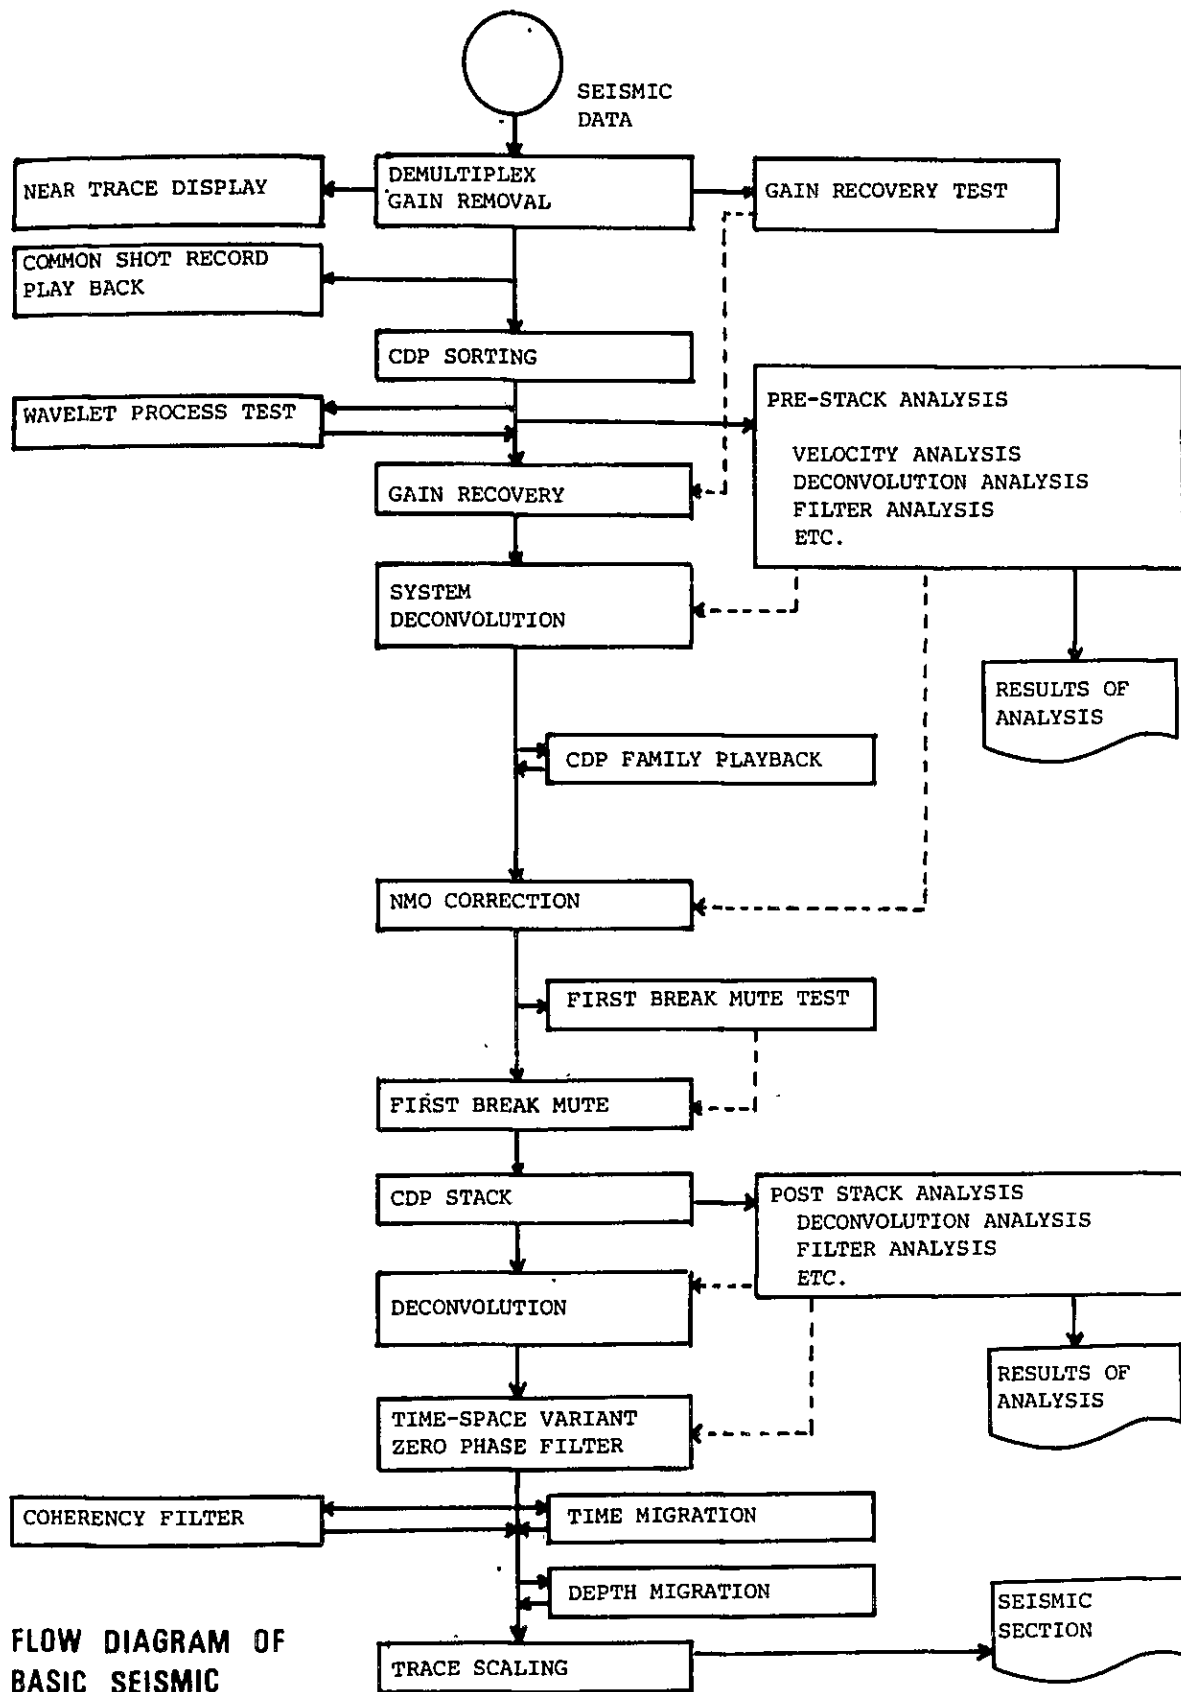 SEISMIC
DATA
NEAR TRACE DISPLAY
DEMULTIPLEX
GAIN REMOVAL
GAIN RECOVERY TEST
COMMON SHOT RECORD
PLAY BACK
CDP SORTING
WAVELET PROCESS TEST
PRE-STACK ANALYSIS
VELOCITY ANALYSIS
DECONVOLUTION ANALYSIS
FILTER ANALYSIS
ETC.
GAIN RECOVERY
SYSTEM
DECONVOLUTION
RESULTS OF
ANALYSIS
CDP FAMILY PLAYBACK
NMO CORRECTION
FIRST BREAK MUTE TEST
FIRST BREAK MUTE
CDP STACK
POST STACK ANALYSIS
DECONVOLUTION ANALYSIS
FILTER ANALYSIS
ETC.
DECONVOLUTION
RESULTS OF
ANALYSIS
TIME-SPACE VARIANT
ZERO PHASE FILTER
COHERENCY FILTER
TIME MIGRATION
DEPTH MIGRATION
SEISMIC
SECTION
TRACE SCALING
FLOW DIAGRAM OF
BASIC SEISMIC